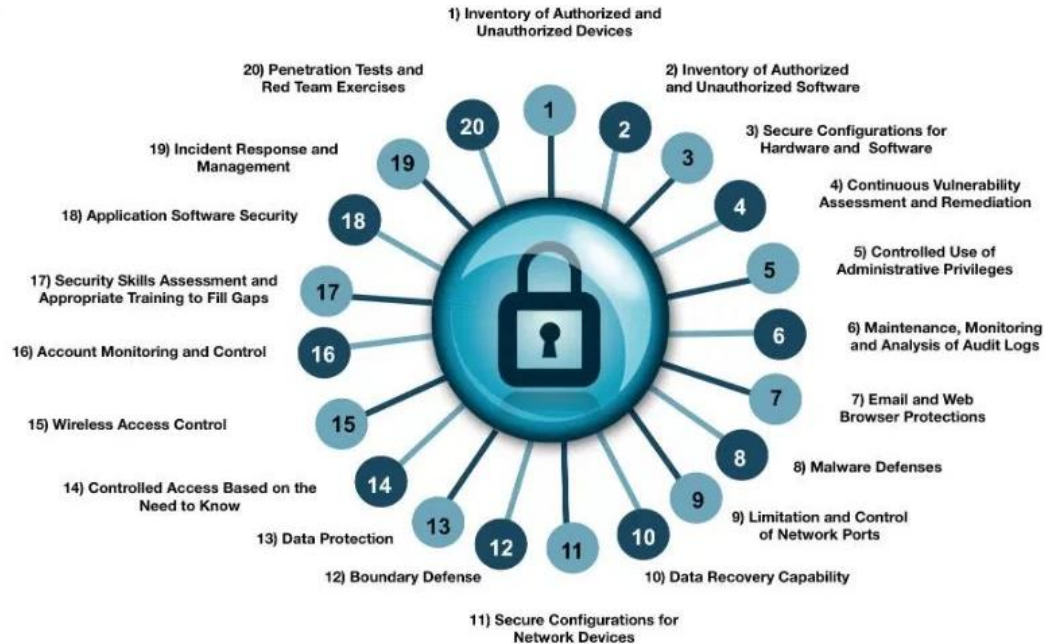 1) Inventory of Authorized and
Unauthorized Devices
2) Inventory of Authorized
and Unauthorized Software
3) Secure Configurations for
Hardware and Software
4) Continuous Vulnerability
Assessment and Remediation
5) Controlled Use of
Administrative Privileges
6) Maintenance, Monitoring
and Analysis of Audit Logs
7) Email and Web
Browser Protections
8) Malware Defenses
9) Limitation and Control
of Network Ports
10) Data Recovery Capability
11) Secure Configurations for
Network Devices
12) Boundary Defense
13) Data Protection
14) Controlled Access Based on the
Need to Know
15) Wireless Access Control
16) Account Monitoring and Control
17) Security Skills Assessment and
Appropriate Training to Fill Gaps
18) Application Software Security
19) Incident Response and
Management
20) Penetration Tests and
Red Team Exercises
1
2
3
4
5
6
7
8
9
10
11
12
13
14
15
16
17
18
19
20